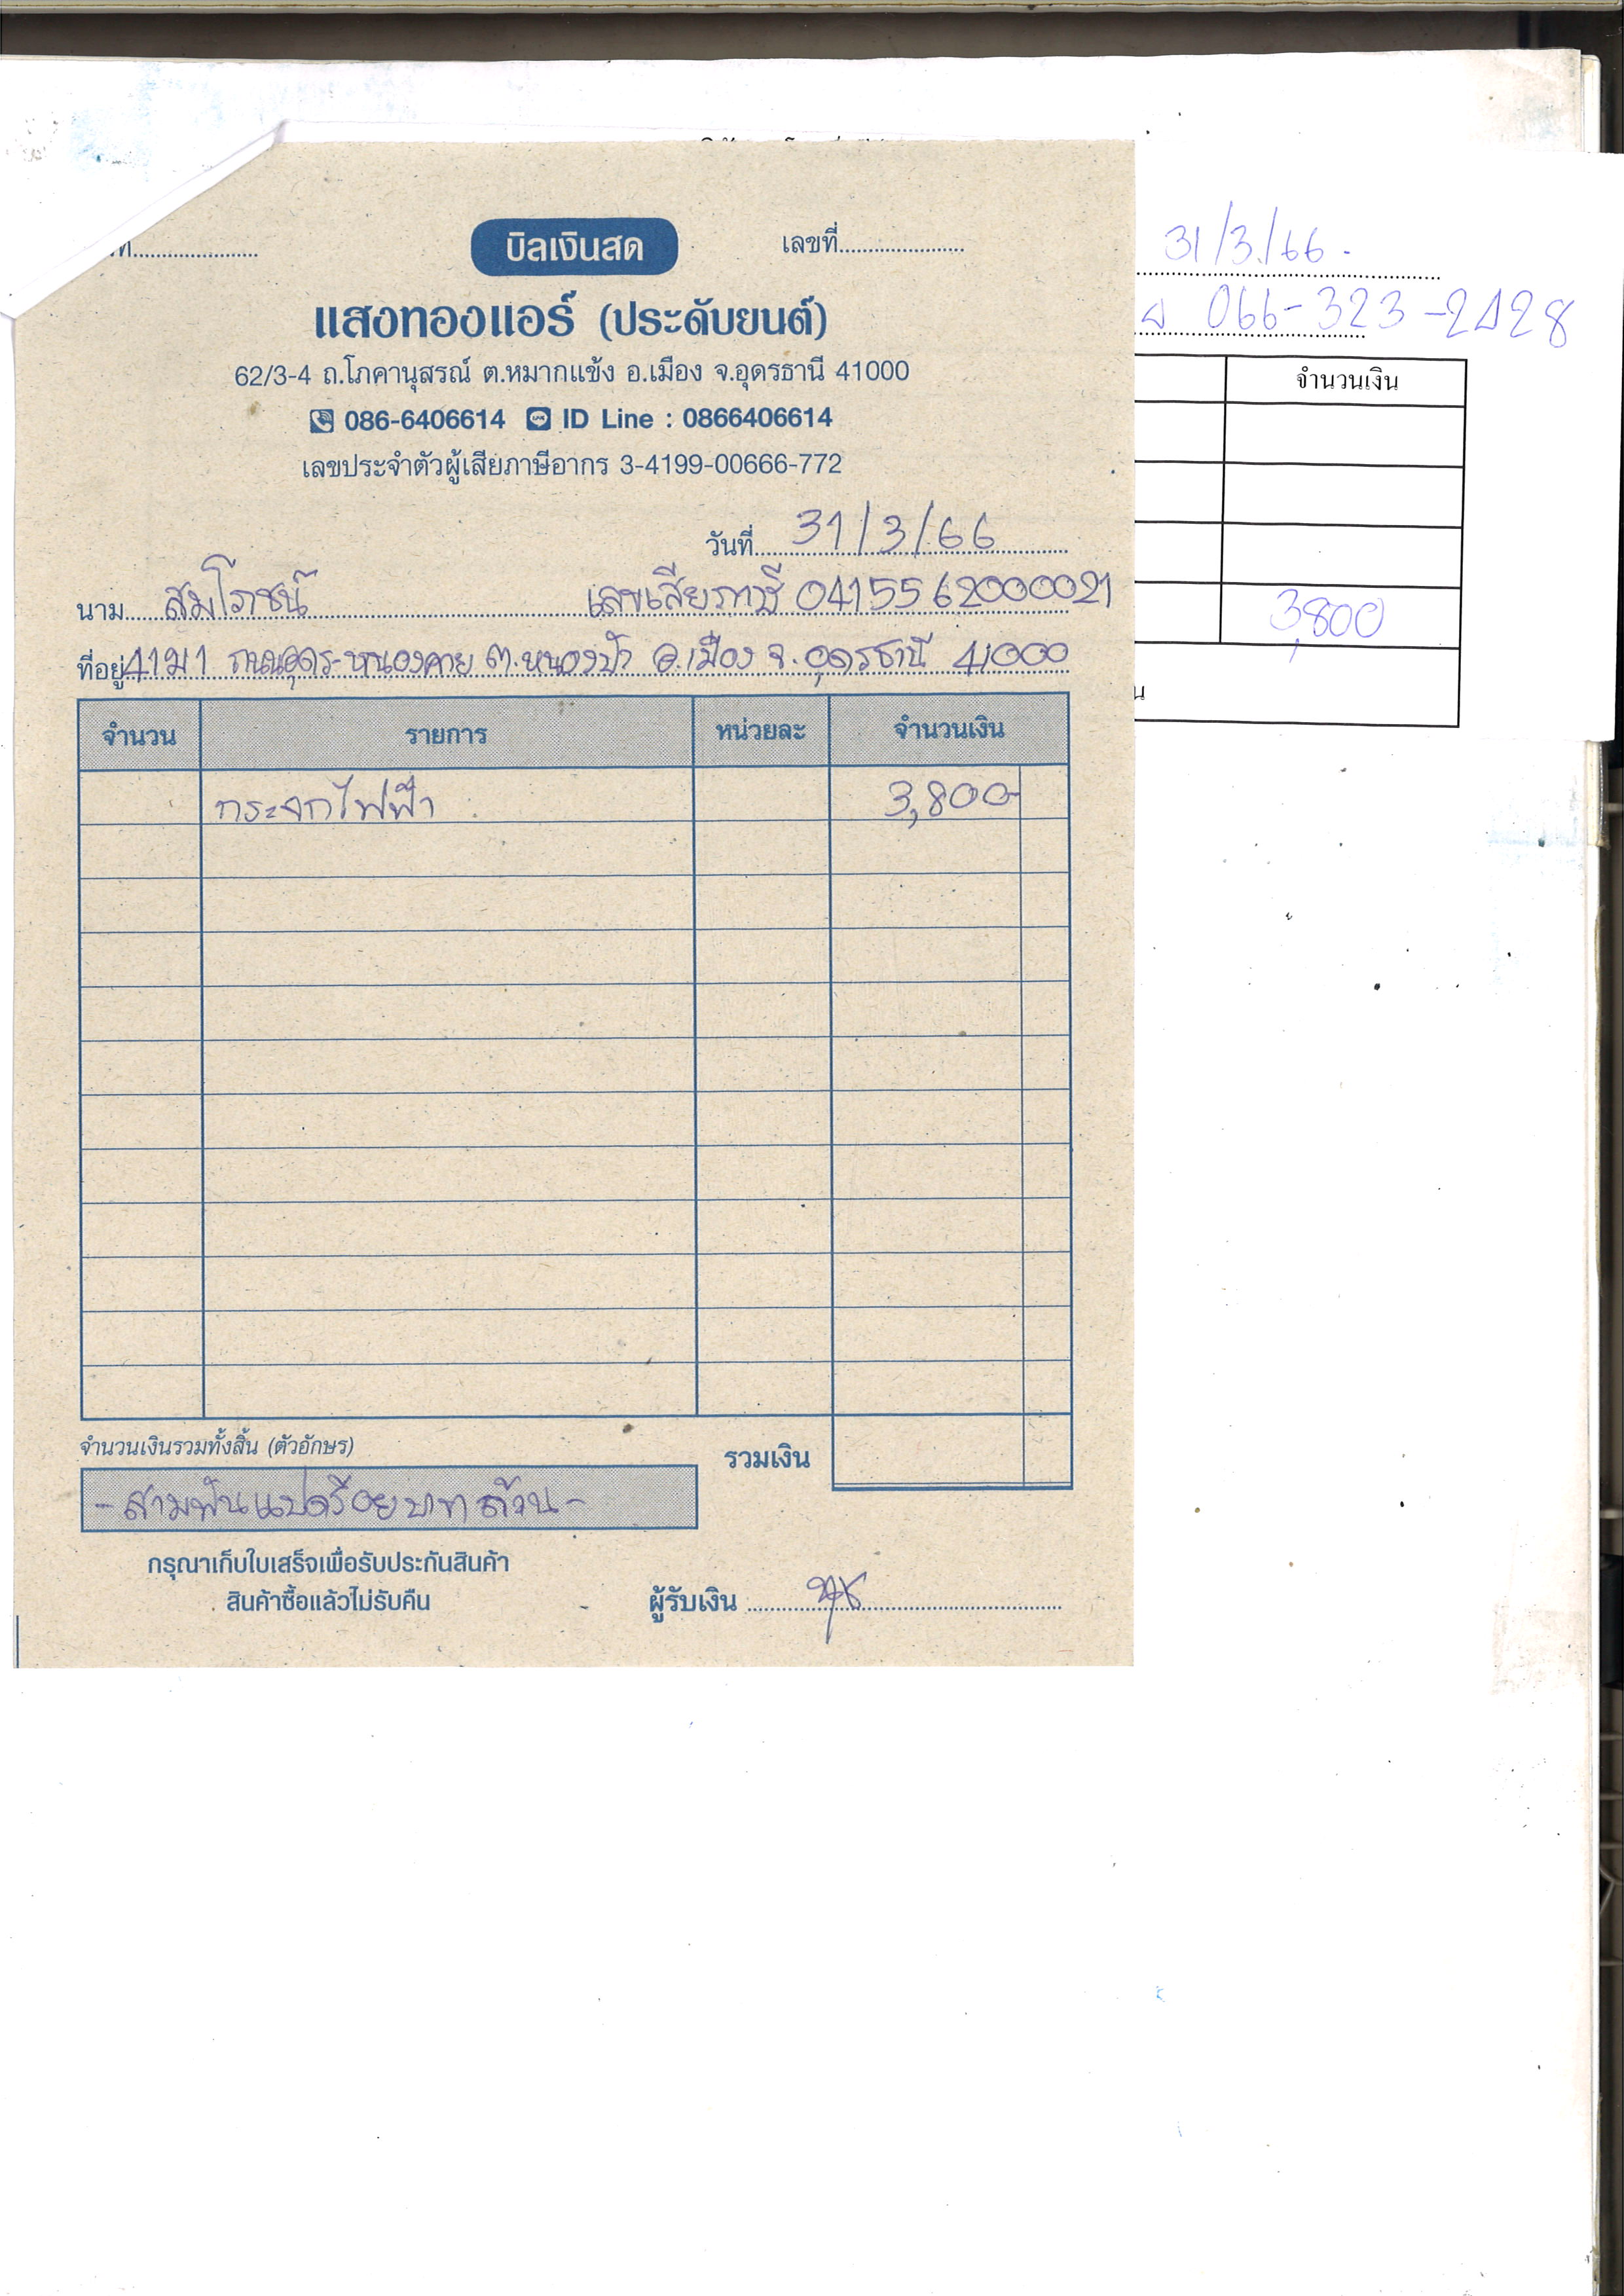 เลขที่......................
บิลเงินสด
แสงทองแอร์ (ประดับยนต์)
62/3-4 ถ.โภคานุสรณ์ ต.หมากแข้ง อ.เมือง จ.อุดรธานี 41000
086-6406614 ID Line : 0866406614
เลขประจำตัวผู้เสียภาษีอากร 3-4199-00666-772
วันที่ 31/3/66
นาม สมโภชน์ เลขเสียภาษี 0415562000021
ที่อยู่ 41 ม 1 ถนนอุดร-หนองคาย ต.หนองบัว อ.เมือง จ.อุดรธานี 41000
จำนวน รายการ หน่วยละ จำนวนเงิน
กระจกไฟฟ้า 3,800-
จำนวนเงินรวมทั้งสิ้น (ตัวอักษร)
รวมเงิน
-สามพันแปดร้อยบาทถ้วน-
กรุณาเก็บใบเสร็จเพื่อรับประกันสินค้า
สินค้าซื้อแล้วไม่รับคืน
ผู้รับเงิน
31/3/66.
066-323-2428
จำนวนเงิน
3,800